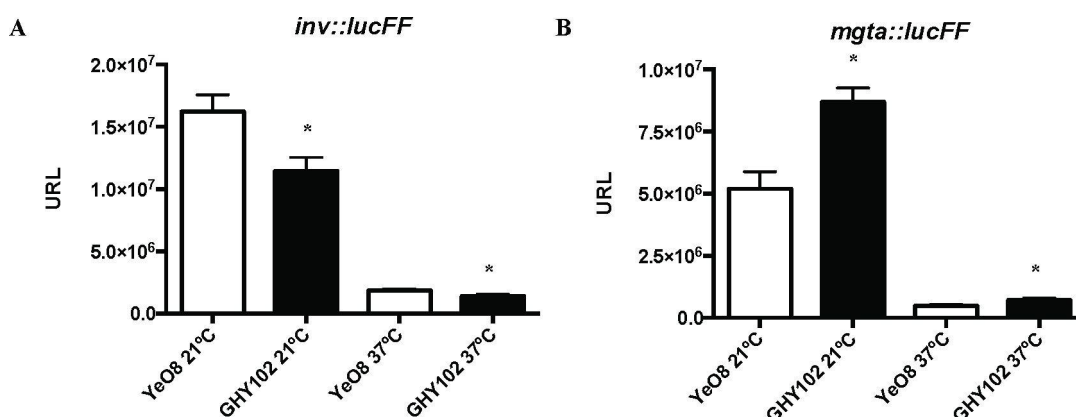 A
inv::lucFF
URL
2.0×10⁷
1.5×10⁷
1.0×10⁷
5.0×10⁶
0.0
*
*
YeO8 21ºC
GHY102 21ºC
YeO8 37ºC
GHY102 37ºC
B
mgta::lucFF
URL
1.0×10⁷
7.5×10⁶
5.0×10⁶
2.5×10⁶
0.0
*
*
YeO8 21ºC
GHY102 21ºC
YeO8 37ºC
GHY102 37ºC